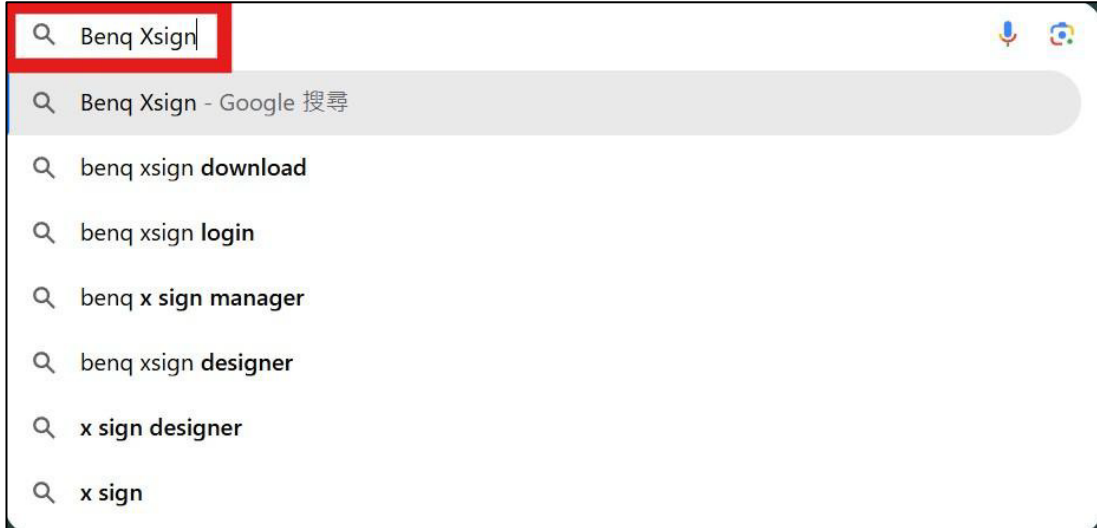 Benq Xsign
Benq Xsign - Google 搜尋
benq xsign download
benq xsign login
benq x sign manager
benq xsign designer
x sign designer
x sign